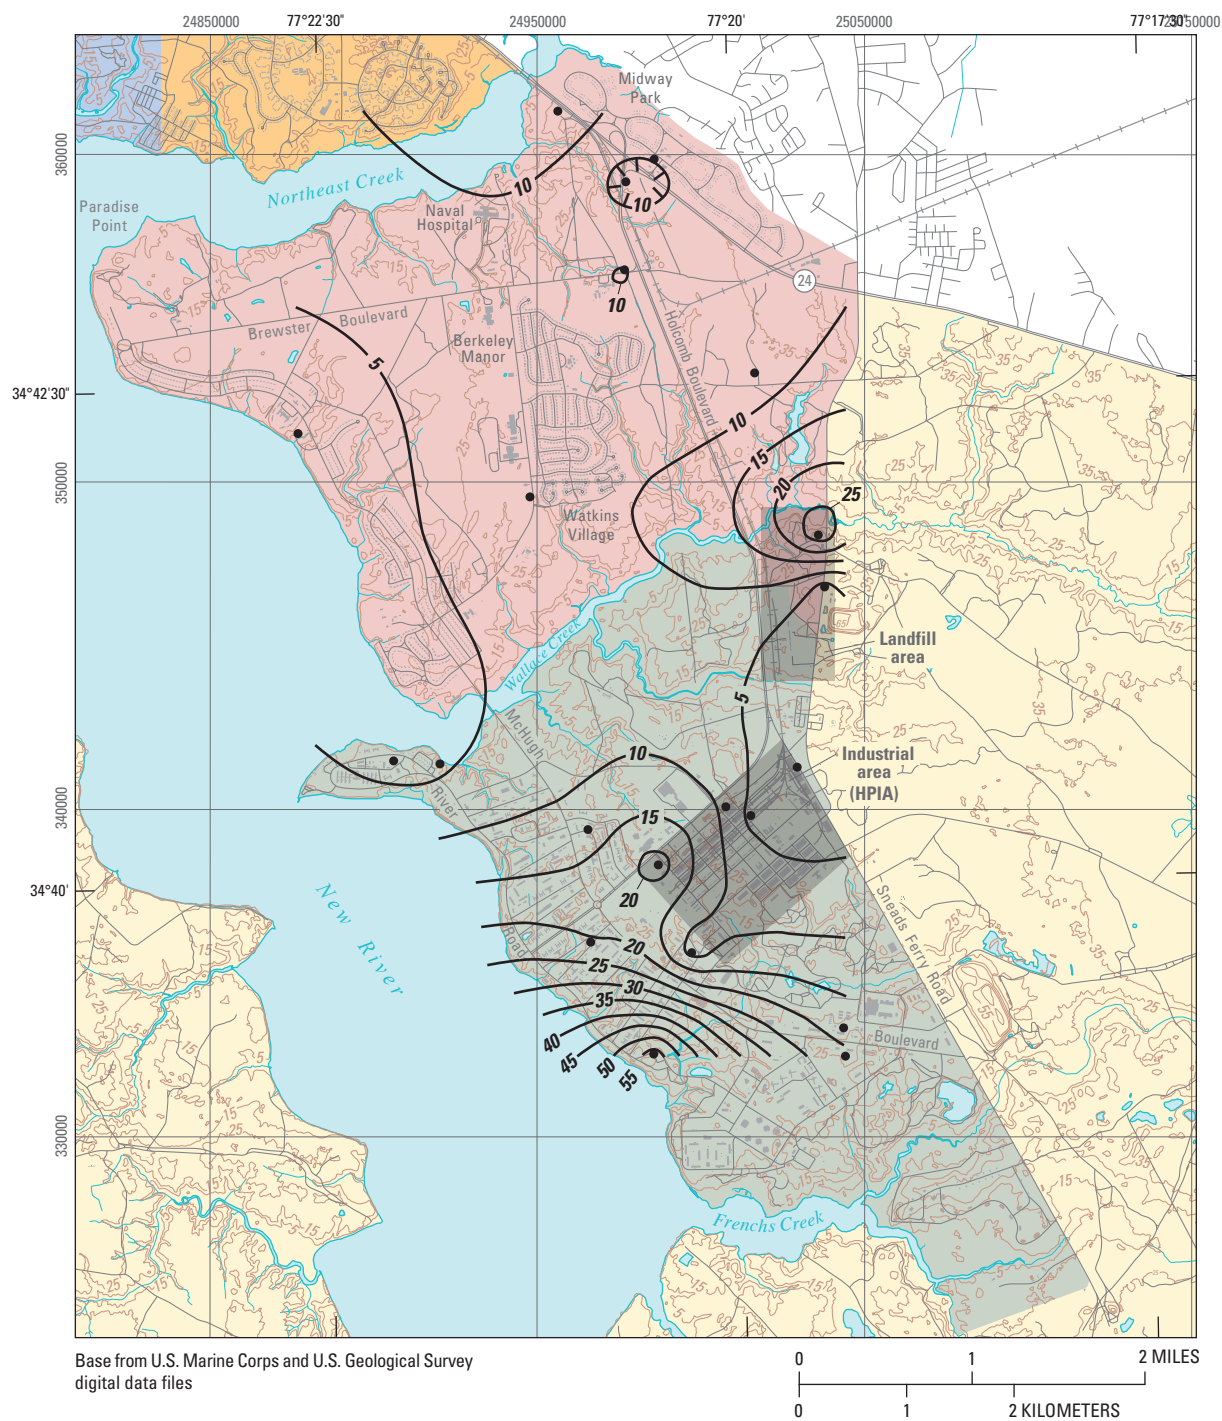 24850000
77°22'30"
24950000
77°20'
25050000
77°17'30"
Midway
Park
360000
Northeast Creek
10
10
Paradise
Point
Naval
Hospital
24
10
Brewster
Boulevard
Holcomb Boulevard
Berkeley
Manor
5
34°42'30"
10
15
20
25
350000
Watkins
Village
Landfill
area
65
Wallace Creek
5
McHugh
10
Industrial
area
(HPIA)
River
340000
15
34°40'
20
New River
Sneads Ferry Road
Road
20
25
30
35
55
40
45
50
55
Boulevard
330000
Frenchs Creek
Base from U.S. Marine Corps and U.S. Geological Survey
digital data files
0 1 2 MILES
0 1 2 KILOMETERS